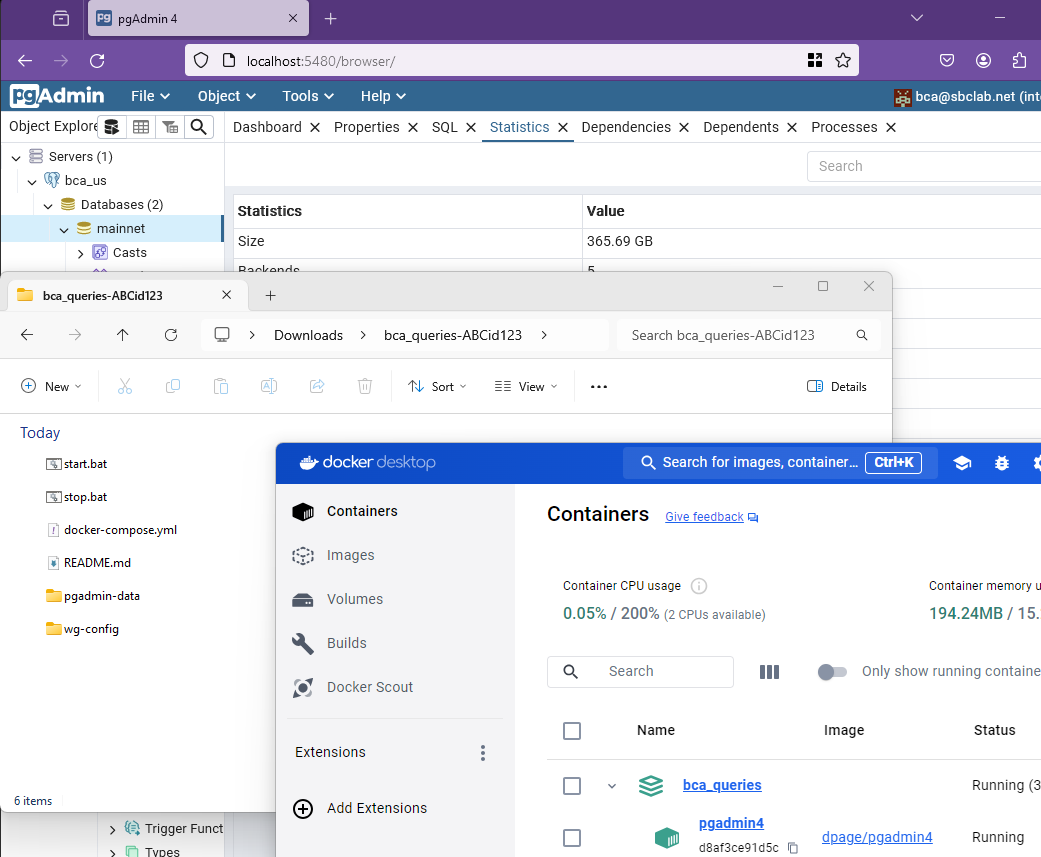 pgAdmin 4
localhost:5480/browser/
pgAdmin File Object Tools Help bca@sbclab.net (int
Object Explore Dashboard Properties SQL Statistics Dependencies Dependents Processes
Servers (1)
bca_us
Databases (2)
mainnet
Casts
Search
Statistics Value
Size 365.69 GB
Backends 5
bca_queries-ABCid123
Downloads bca_queries-ABCid123 Search bca_queries-ABCid123
New Sort View Details
Today
start.bat
stop.bat
docker-compose.yml
README.md
pgadmin-data
wg-config
6 items
Trigger Funct
Types
docker desktop Search for images, container... Ctrl+K
Containers
Images
Volumes
Builds
Docker Scout
Extensions
Add Extensions
Containers Give feedback
Container CPU usage Container memory u
0.05% / 200% (2 CPUs available) 194.24MB / 15.
Search Only show running containe
Name Image Status
bca_queries Running (3
pgadmin4
d8af3ce91d5c dpage/pgadmin4 Running